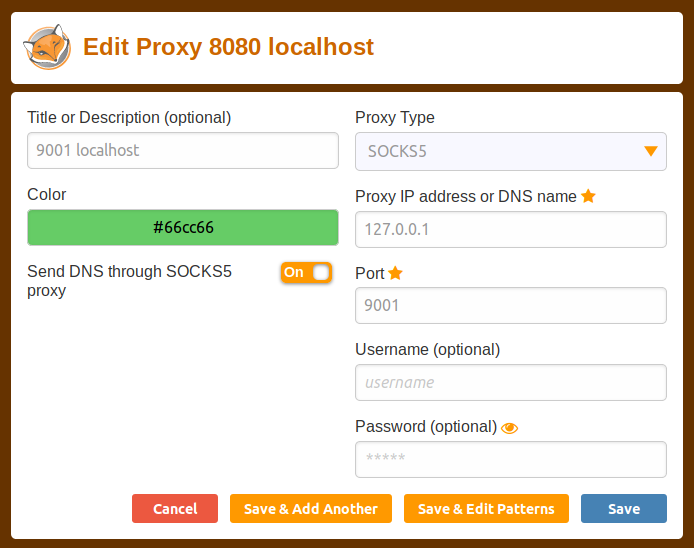 Edit Proxy 8080 localhost
Title or Description (optional)
9001 localhost
Color
#66cc66
Send DNS through SOCKS5
proxy
On
Proxy Type
SOCKS5
Proxy IP address or DNS name
127.0.0.1
Port
9001
Username (optional)
username
Password (optional)
*****
Cancel
Save & Add Another
Save & Edit Patterns
Save